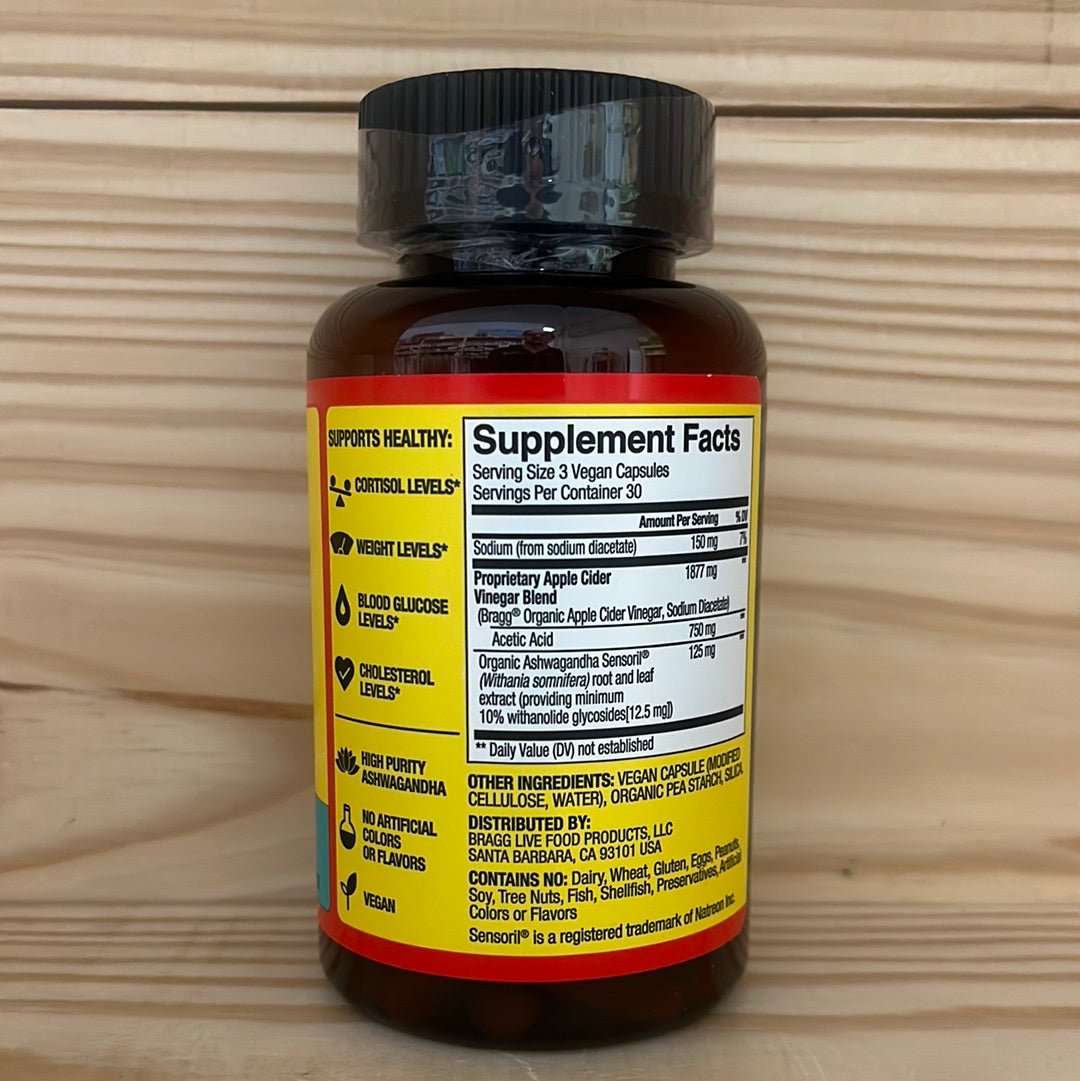 SUPPORTS HEALTHY:
CORTISOL LEVELS*
WEIGHT LEVELS*
BLOOD GLUCOSE
LEVELS*
CHOLESTEROL
LEVELS*
HIGH PURITY
ASHWAGANDHA
NO ARTIFICIAL
COLORS
OR FLAVORS
VEGAN
Supplement Facts
Serving Size 3 Vegan Capsules
Servings Per Container 30
Amount Per Serving % DV
Sodium (from sodium diacetate) 150 mg 7%
Proprietary Apple Cider 1877 mg **
Vinegar Blend
(Bragg® Organic Apple Cider Vinegar, Sodium Diacetate)
Acetic Acid 750 mg **
Organic Ashwagandha Sensoril® 125 mg **
(Withania somnifera) root and leaf
extract (providing minimum
10% withanolide glycosides[12.5 mg])
** Daily Value (DV) not established
OTHER INGREDIENTS: VEGAN CAPSULE (MODIFIED
CELLULOSE, WATER), ORGANIC PEA STARCH, SILICA
DISTRIBUTED BY:
BRAGG LIVE FOOD PRODUCTS, LLC
SANTA BARBARA, CA 93101 USA
CONTAINS NO: Dairy, Wheat, Gluten, Eggs, Peanuts,
Soy, Tree Nuts, Fish, Shellfish, Preservatives, Artificial
Colors or Flavors
Sensoril® is a registered trademark of Natreon Inc.